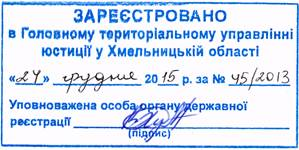 ЗАРЕЄСТРОВАНО
в Головному територіальному управлінні
юстиції у Хмельницькій області
«24» грудня 2015 р. за № 45/2013
Уповноважена особа органу державної
реєстрації
(підпис)